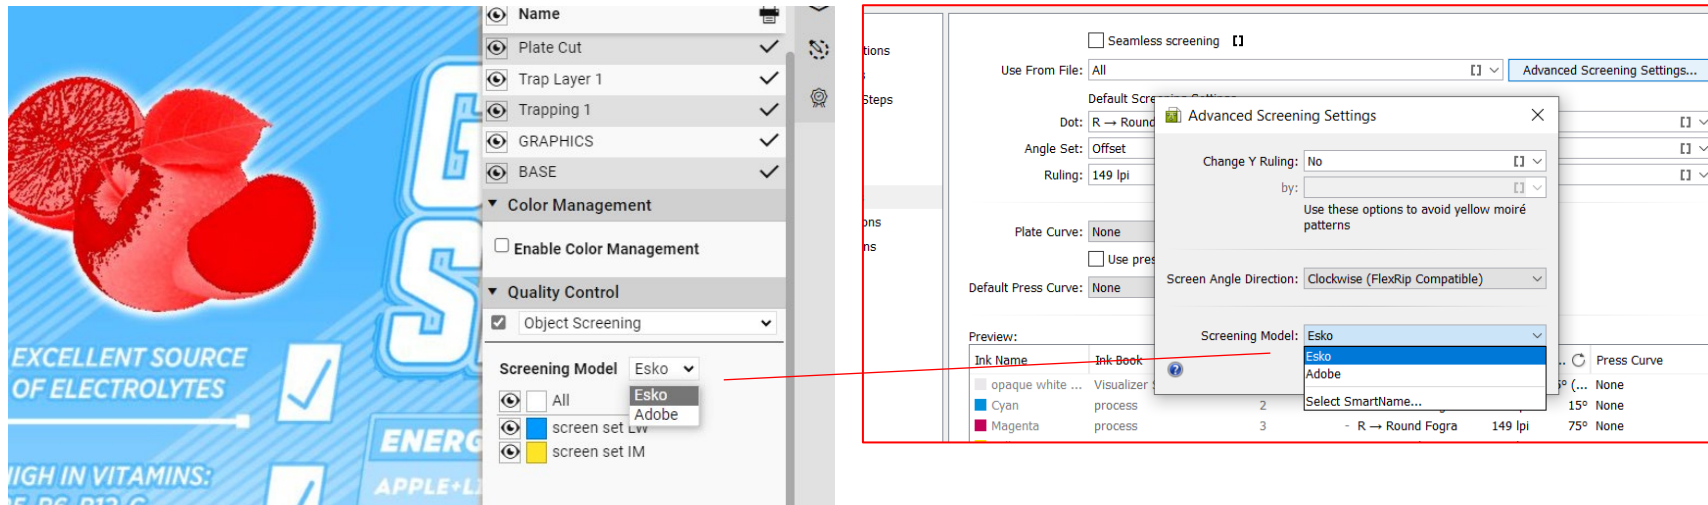 EXCELLENT SOURCE
OF ELECTROLYTES
HIGH IN VITAMINS:
ENERG
APPLE+L
Name
Plate Cut
Trap Layer 1
Trapping 1
GRAPHICS
BASE
Color Management
Enable Color Management
Quality Control
Object Screening
Screening Model Esko
Esko
Adobe
All
screen set LW
screen set IM
tions
Steps
ons
ns
Seamless screening []
Use From File: All [] Advanced Screening Settings...
Default Screening Settings
Dot: R → Round []
Angle Set: Offset []
Ruling: 149 lpi []
Plate Curve: None
Use pres
Default Press Curve: None
Preview:
Ink Name Ink Book Press Curve
opaque white ... Visualizer S ° (... None
Cyan process 2 15° None
Magenta process 3 - R → Round Fogra 149 lpi 75° None
Advanced Screening Settings
Change Y Ruling: No []
by: []
Use these options to avoid yellow moiré
patterns
Screen Angle Direction: Clockwise (FlexRip Compatible)
Screening Model: Esko
Esko
Adobe
Select SmartName...